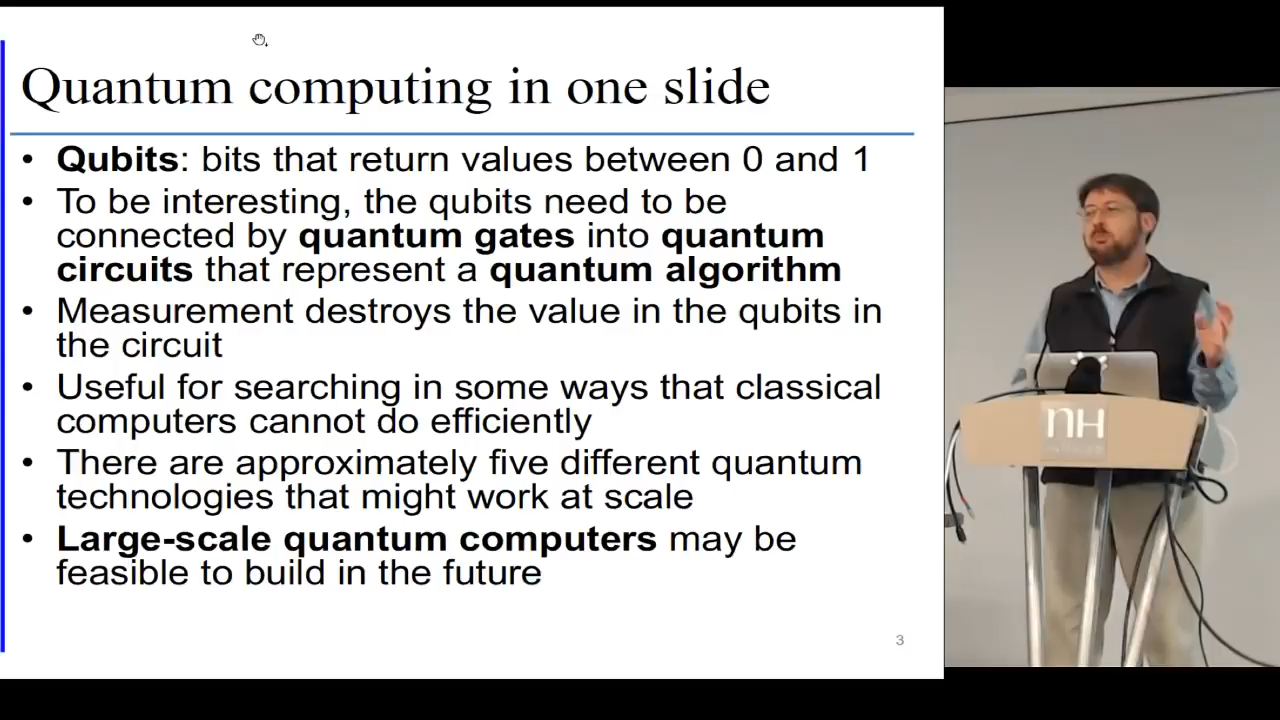 Quantum computing in one slide
• Qubits: bits that return values between 0 and 1
• To be interesting, the qubits need to be
connected by quantum gates into quantum
circuits that represent a quantum algorithm
• Measurement destroys the value in the qubits in
the circuit
• Useful for searching in some ways that classical
computers cannot do efficiently
• There are approximately five different quantum
technologies that might work at scale
• Large-scale quantum computers may be
feasible to build in the future
3
nH